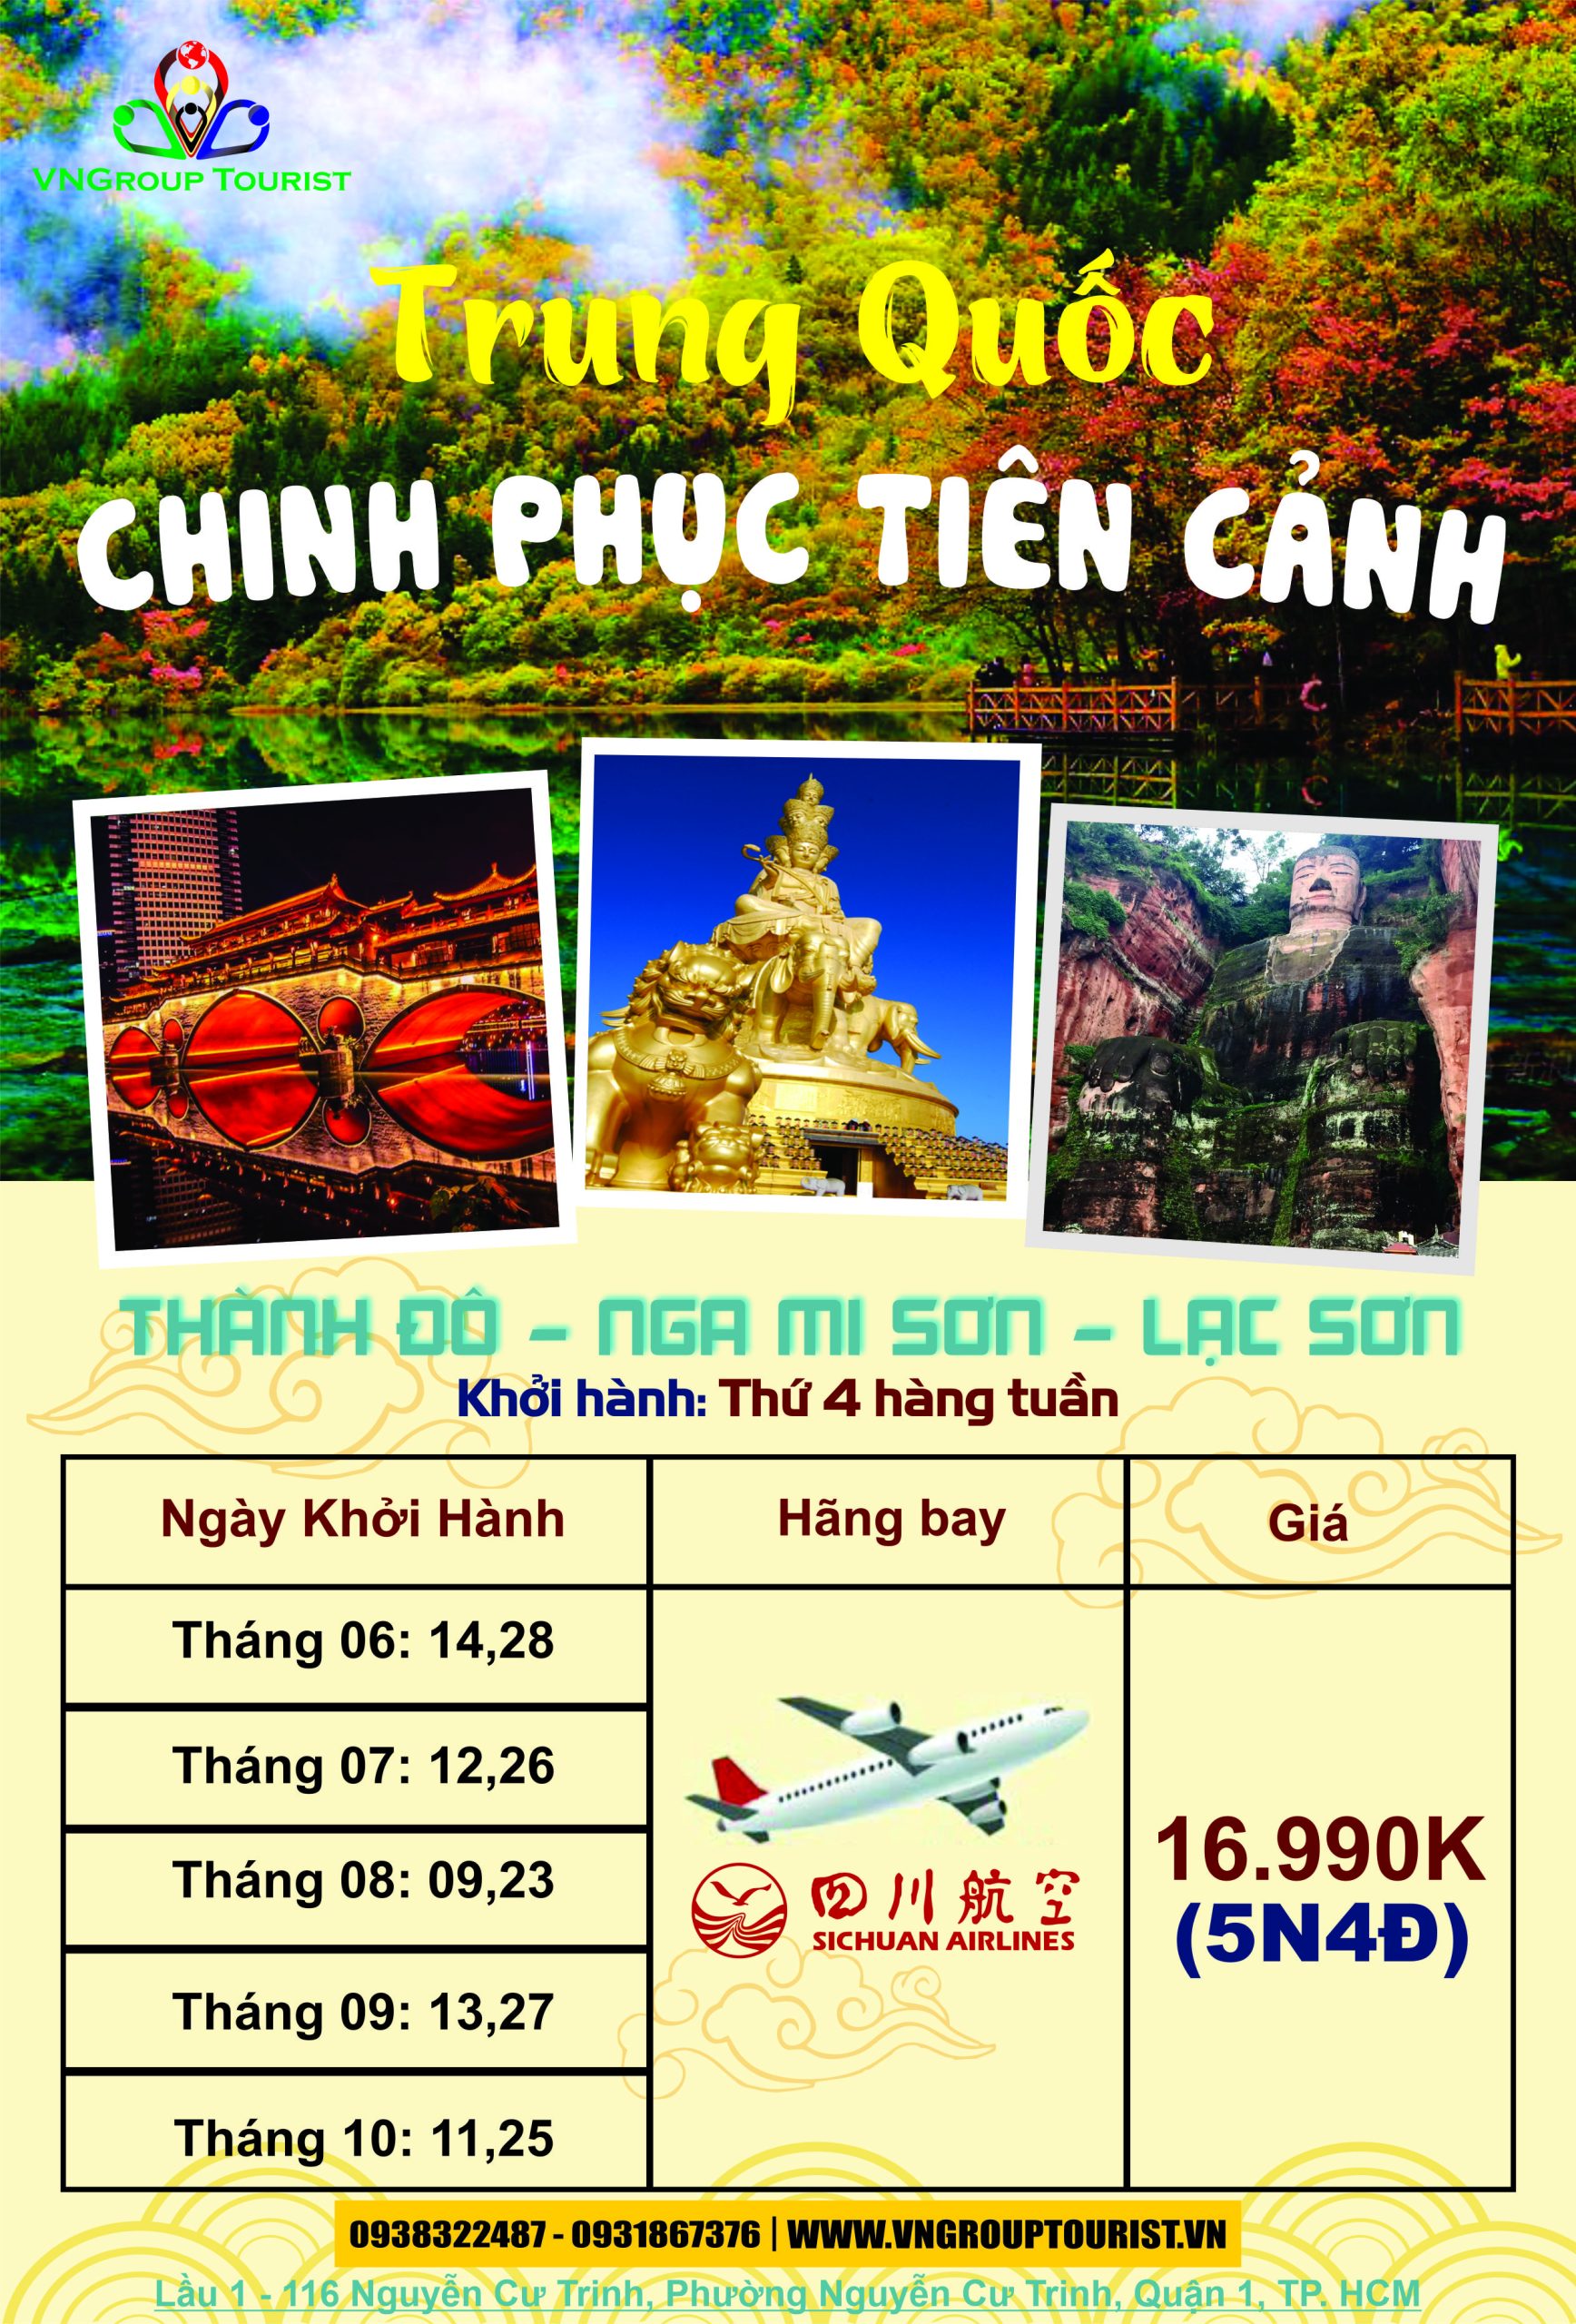 VNGROUP TOURIST
Trung Quốc
CHINH PHỤC TIÊN CẢNH
THÀNH ĐÔ - NGA MI SƠN - LẠC SƠN
Khởi hành: Thứ 4 hàng tuần
Ngày Khởi Hành
Hãng bay
Giá
Tháng 06: 14,28
Tháng 07: 12,26
Tháng 08: 09,23
Tháng 09: 13,27
Tháng 10: 11,25
四川航空
SICHUAN AIRLINES
16.990K
(5N4Đ)
0938322487 - 0931867376 | WWW.VNGROUPTOURIST.VN
Lầu 1 - 116 Nguyễn Cư Trinh, Phường Nguyễn Cư Trinh, Quận 1, TP. HCM